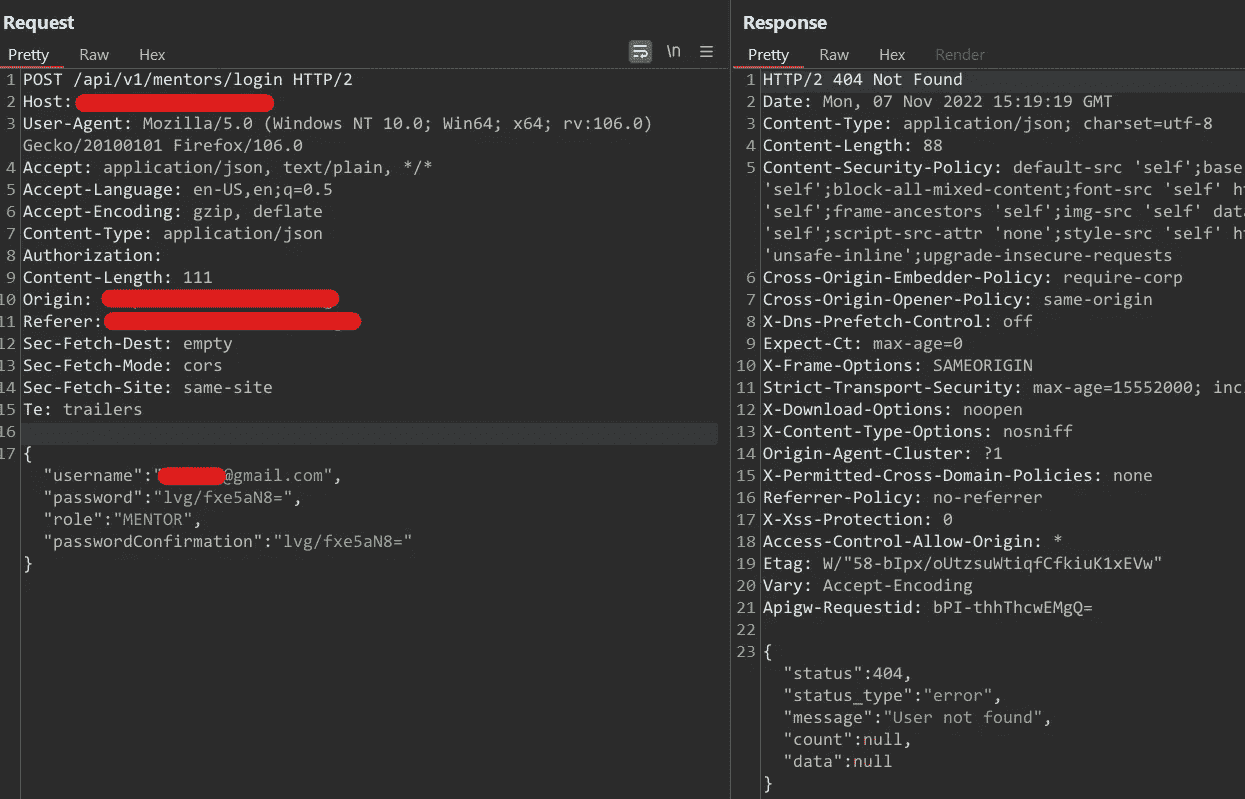 Request
Pretty Raw Hex
\n
1 POST /api/v1/mentors/login HTTP/2
2 Host:
3 User-Agent: Mozilla/5.0 (Windows NT 10.0; Win64; x64; rv:106.0)
Gecko/20100101 Firefox/106.0
4 Accept: application/json, text/plain, */*
5 Accept-Language: en-US,en;q=0.5
6 Accept-Encoding: gzip, deflate
7 Content-Type: application/json
8 Authorization:
9 Content-Length: 111
10 Origin:
11 Referer:
12 Sec-Fetch-Dest: empty
13 Sec-Fetch-Mode: cors
14 Sec-Fetch-Site: same-site
15 Te: trailers
16
17 {
"username":"@gmail.com",
"password":"lvg/fxe5aN8=",
"role":"MENTOR",
"passwordConfirmation":"lvg/fxe5aN8="
}
Response
Pretty Raw Hex Render
1 HTTP/2 404 Not Found
2 Date: Mon, 07 Nov 2022 15:19:19 GMT
3 Content-Type: application/json; charset=utf-8
4 Content-Length: 88
5 Content-Security-Policy: default-src 'self';base
'self';block-all-mixed-content;font-src 'self' ht
'self';frame-ancestors 'self';img-src 'self' data
'self';script-src-attr 'none';style-src 'self' ht
'unsafe-inline';upgrade-insecure-requests
6 Cross-Origin-Embedder-Policy: require-corp
7 Cross-Origin-Opener-Policy: same-origin
8 X-Dns-Prefetch-Control: off
9 Expect-Ct: max-age=0
10 X-Frame-Options: SAMEORIGIN
11 Strict-Transport-Security: max-age=15552000; inc
12 X-Download-Options: noopen
13 X-Content-Type-Options: nosniff
14 Origin-Agent-Cluster: ?1
15 X-Permitted-Cross-Domain-Policies: none
16 Referrer-Policy: no-referrer
17 X-Xss-Protection: 0
18 Access-Control-Allow-Origin: *
19 Etag: W/"58-bIpx/oUtzsuWtiqfCfkiuK1xEVw"
20 Vary: Accept-Encoding
21 Apigw-Requestid: bPI-thhThcwEMgQ=
22
23 {
"status":404,
"status_type":"error",
"message":"User not found",
"count":null,
"data":null
}